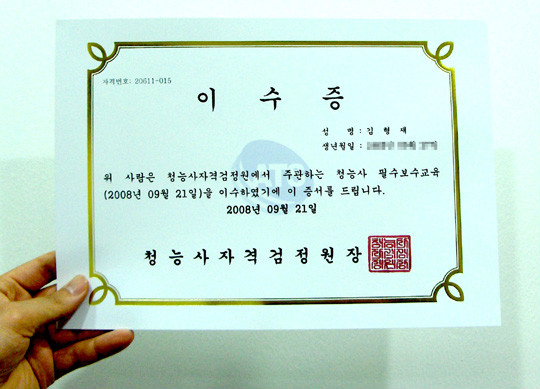 자격번호: 20611-015
이 수 증
성 명: 김 형 재
생년월일:
위 사람은 청능사자격검정원에서 주관하는 청능사 필수보수교육
(2008년 09월 21일)을 이수하였기에 이 증서를 드립니다.
2008년 09월 21일
청능사자격검정원장